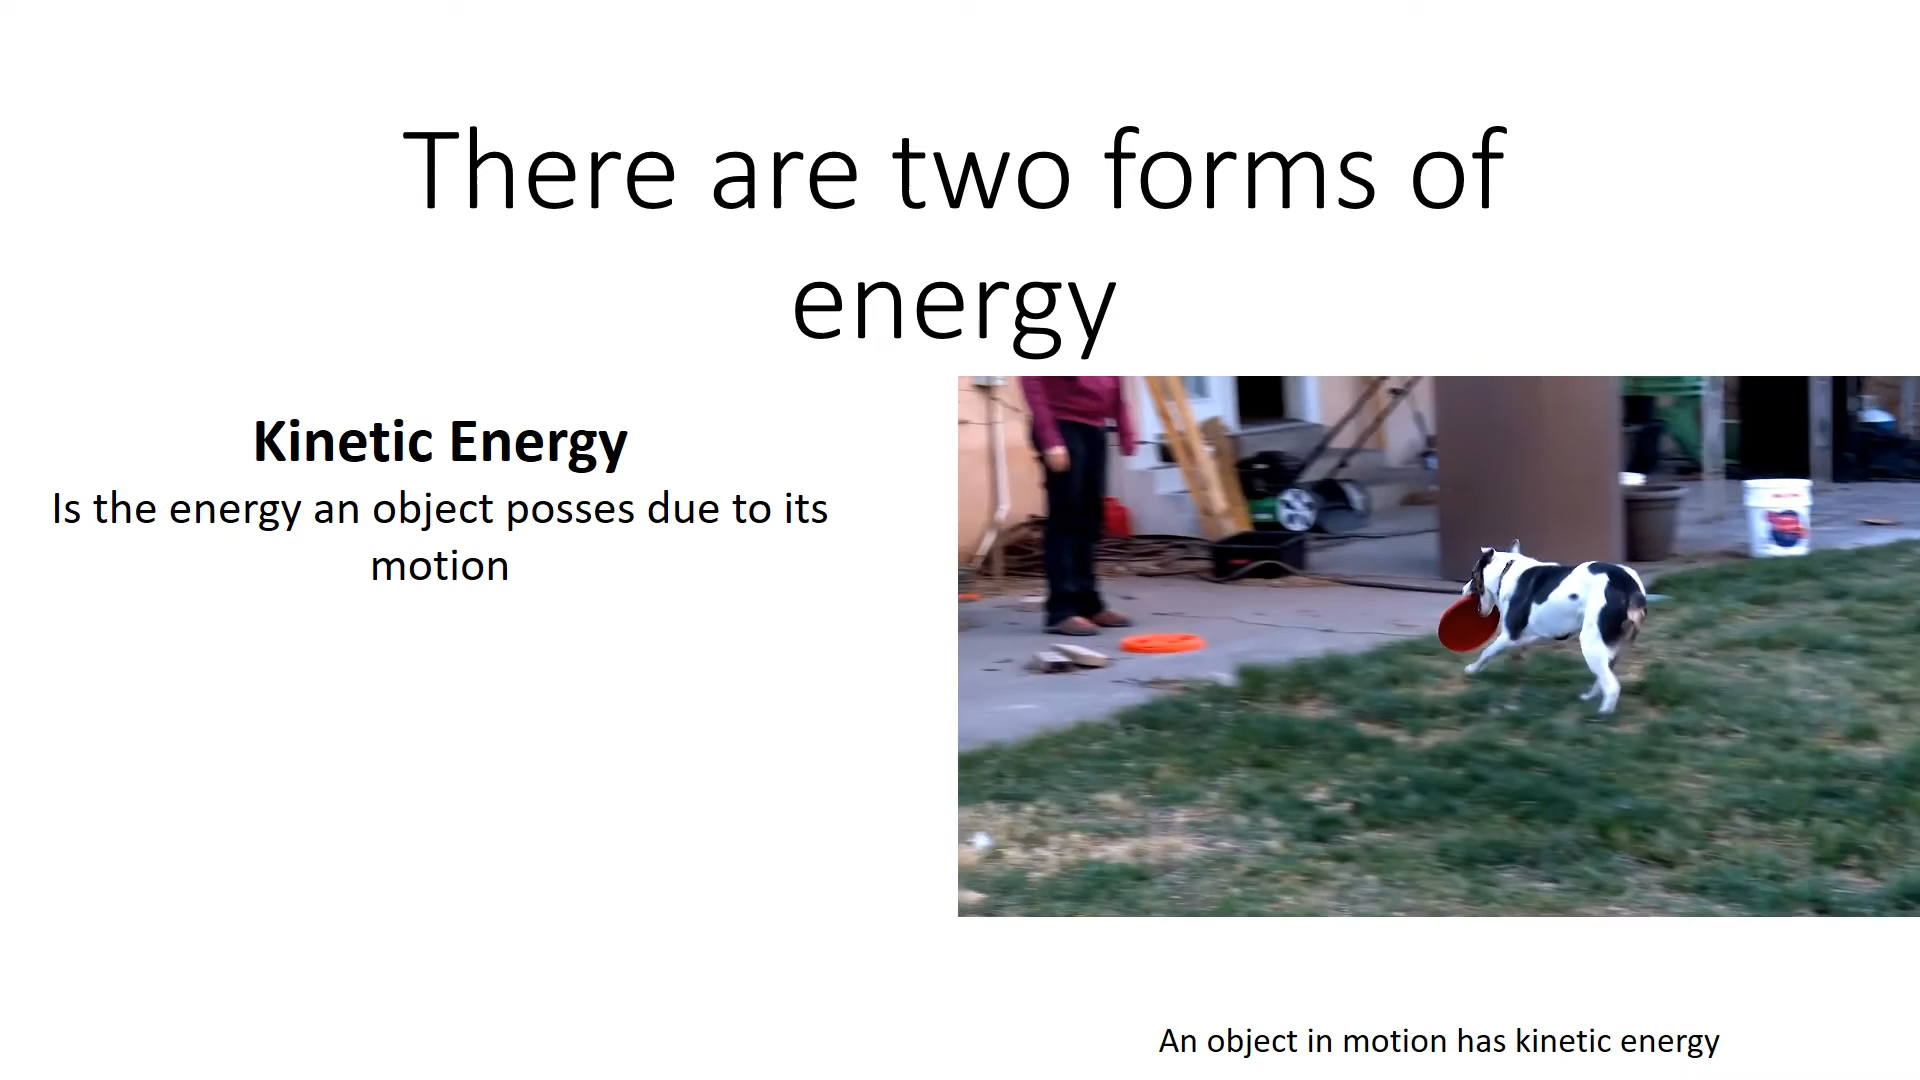 There are two forms of
energy
Kinetic Energy
Is the energy an object posses due to its
motion
An object in motion has kinetic energy